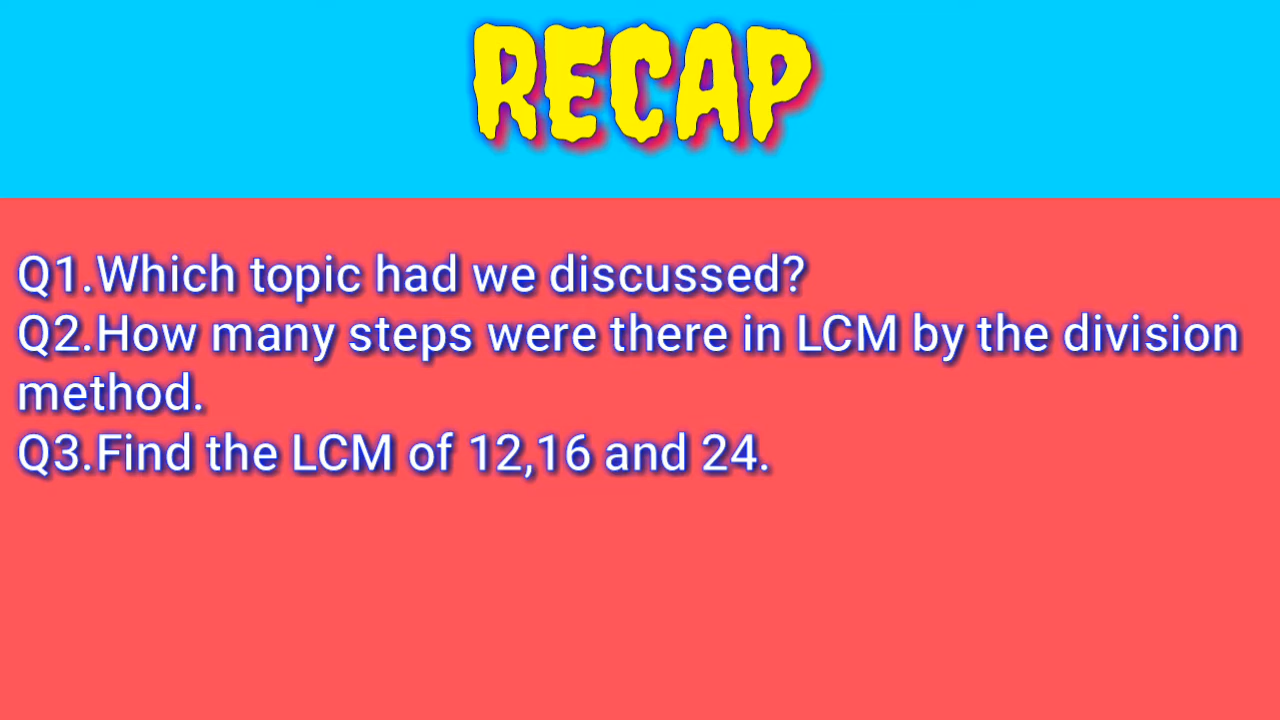 RECAP
Q1.Which topic had we discussed?
Q2.How many steps were there in LCM by the division
method.
Q3.Find the LCM of 12,16 and 24.